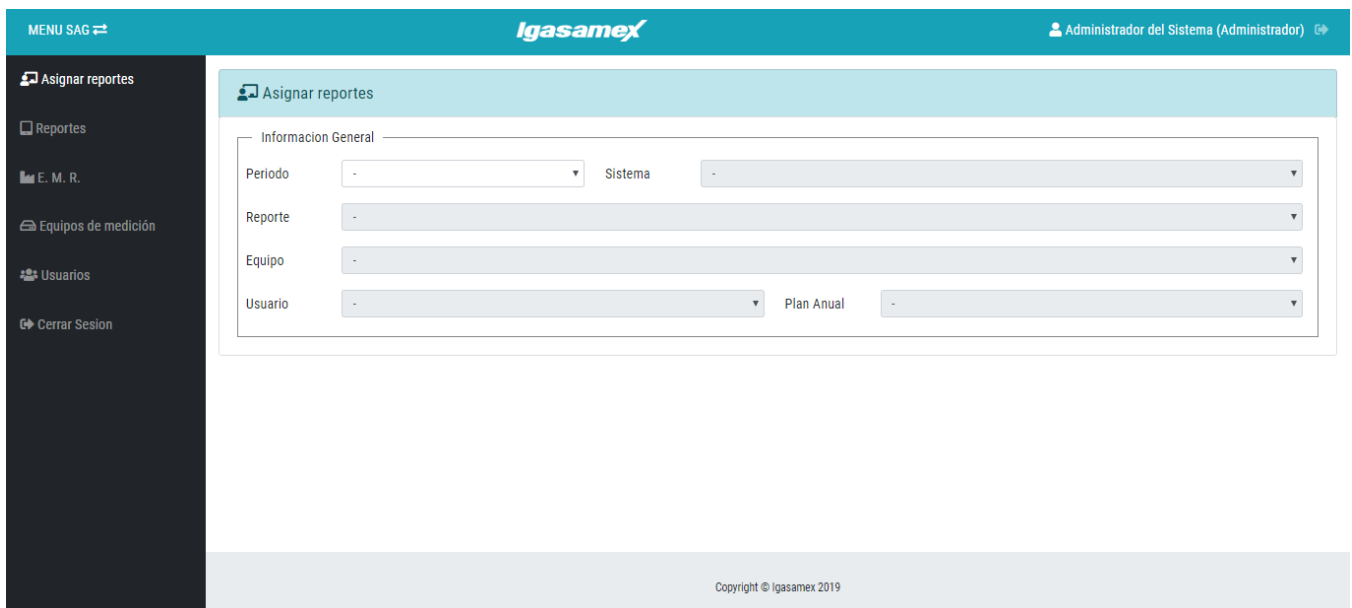 MENU SAG
Igasamex
Administrador del Sistema (Administrador)
Asignar reportes
Reportes
E. M. R.
Equipos de medición
Usuarios
Cerrar Sesion
Asignar reportes
Informacion General
Periodo - Sistema -
Reporte -
Equipo -
Usuario - Plan Anual -
Copyright © Igasamex 2019